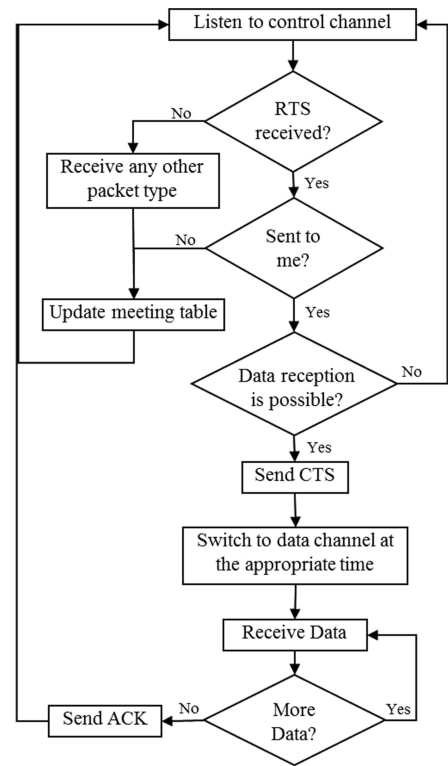 Listen to control channel
RTS
received?
No
Yes
Receive any other
packet type
Sent to
me?
No
Yes
Update meeting table
Data reception
is possible?
No
Yes
Send CTS
Switch to data channel at
the appropriate time
Receive Data
More
Data?
No
Yes
Send ACK